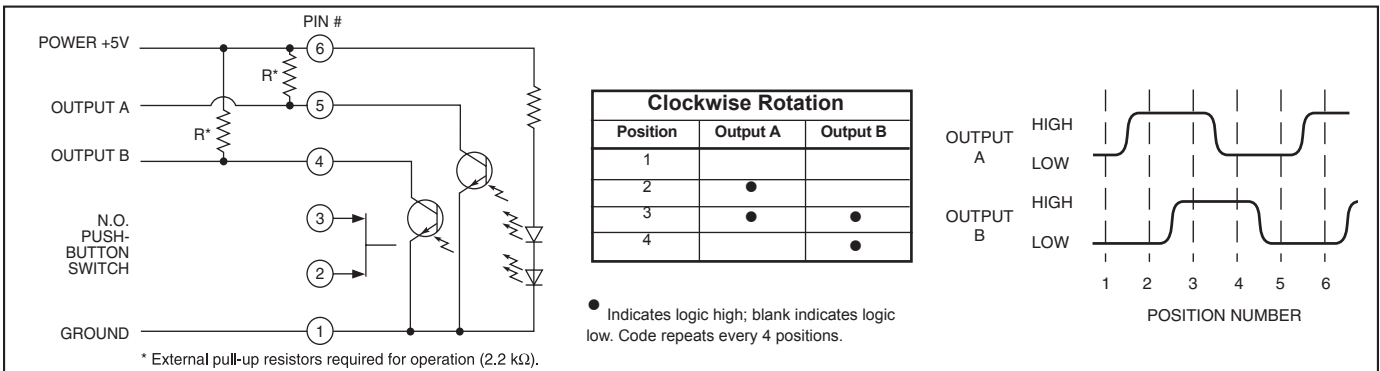 PIN #
POWER +5V
6
R*
OUTPUT A
5
R*
OUTPUT B
4
N.O.
PUSH-
BUTTON
SWITCH
3
2
GROUND
1
* External pull-up resistors required for operation (2.2 kΩ).
Clockwise Rotation
Position Output A Output B
1
2 ●
3 ● ●
4 ●
● Indicates logic high; blank indicates logic
low. Code repeats every 4 positions.
OUTPUT
A
HIGH
LOW
OUTPUT
B
HIGH
LOW
1 2 3 4 5 6
POSITION NUMBER